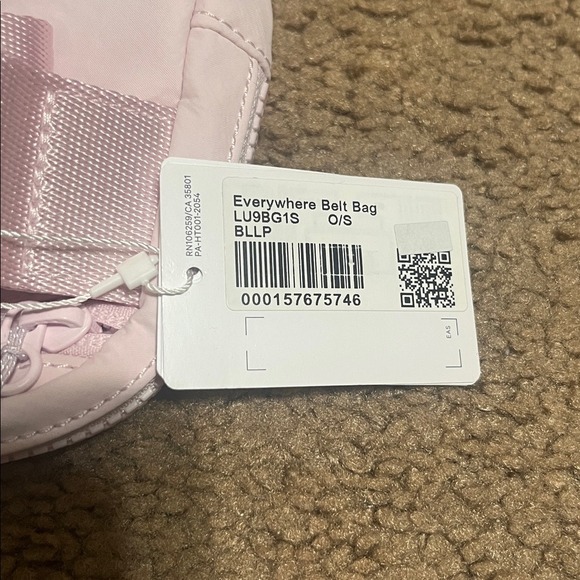 RN106259/CA 35801
PA-HT001-2054
Everywhere Belt Bag
LU9BG1S O/S
BLLP
000157675746
EAS